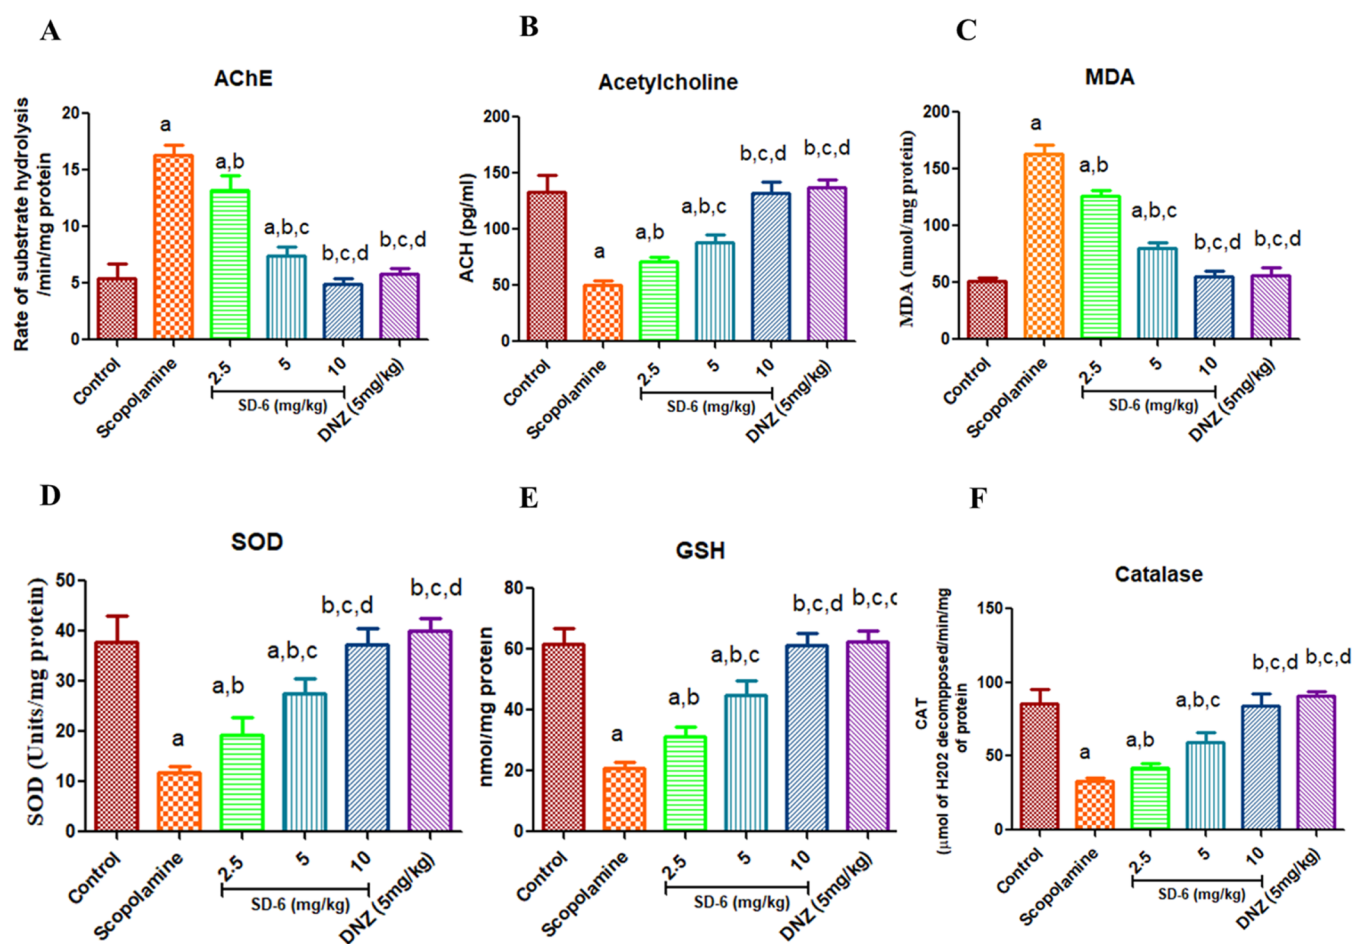 A
AChE
Rate of substrate hydrolysis
/min/mg protein
20
15
10
5
0
a
a,b
a,b,c
b,c,d
b,c,d
Control
Scopolamine
2.5
5
10
DNZ (5mg/kg)
SD-6 (mg/kg)
B
Acetylcholine
ACH (pg/ml)
200
150
100
50
0
a
a,b
a,b,c
b,c,d
b,c,d
Control
Scopolamine
2.5
5
10
DNZ (5mg/kg)
SD-6 (mg/kg)
C
MDA
MDA (nmol/mg protein)
200
150
100
50
0
a
a,b
a,b,c
b,c,d
b,c,d
Control
Scopolamine
2.5
5
10
DNZ (5mg/kg)
SD-6 (mg/kg)
D
SOD
SOD (Units/mg protein)
50
40
30
20
10
0
a
a,b
a,b,c
b,c,d
b,c,d
Control
Scopolamine
2.5
5
10
DNZ (5mg/kg)
SD-6 (mg/kg)
E
GSH
nmol/mg protein
80
60
40
20
0
a
a,b
a,b,c
b,c,d
b,c,c
Control
Scopolamine
2.5
5
10
DNZ (5mg/kg)
SD-6 (mg/kg)
F
Catalase
CAT
(µmol of H202 decomposed/min/mg
of protein
150
100
50
0
a
a,b
a,b,c
b,c,d
b,c,d
Control
Scopolamine
2.5
5
10
DNZ (5mg/kg)
SD-6 (mg/kg)